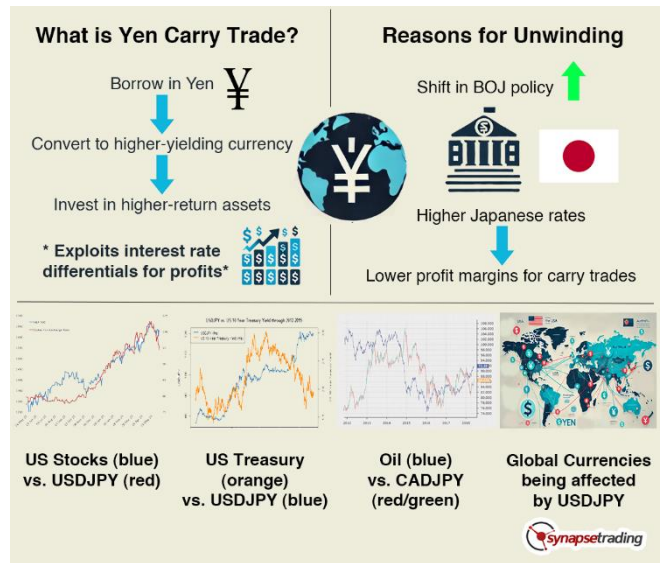 What is Yen Carry Trade?
Borrow in Yen ¥
Convert to higher-yielding currency
Invest in higher-return assets
* Exploits interest rate
differentials for profits*
¥
Reasons for Unwinding
Shift in BOJ policy
Higher Japanese rates
Lower profit margins for carry trades
US Stocks (blue)
vs. USDJPY (red)
US Treasury
(orange)
vs. USDJPY (blue)
Oil (blue)
vs. CADJPY
(red/green)
YEN
Global Currencies
being affected
by USDJPY
synapsetrading